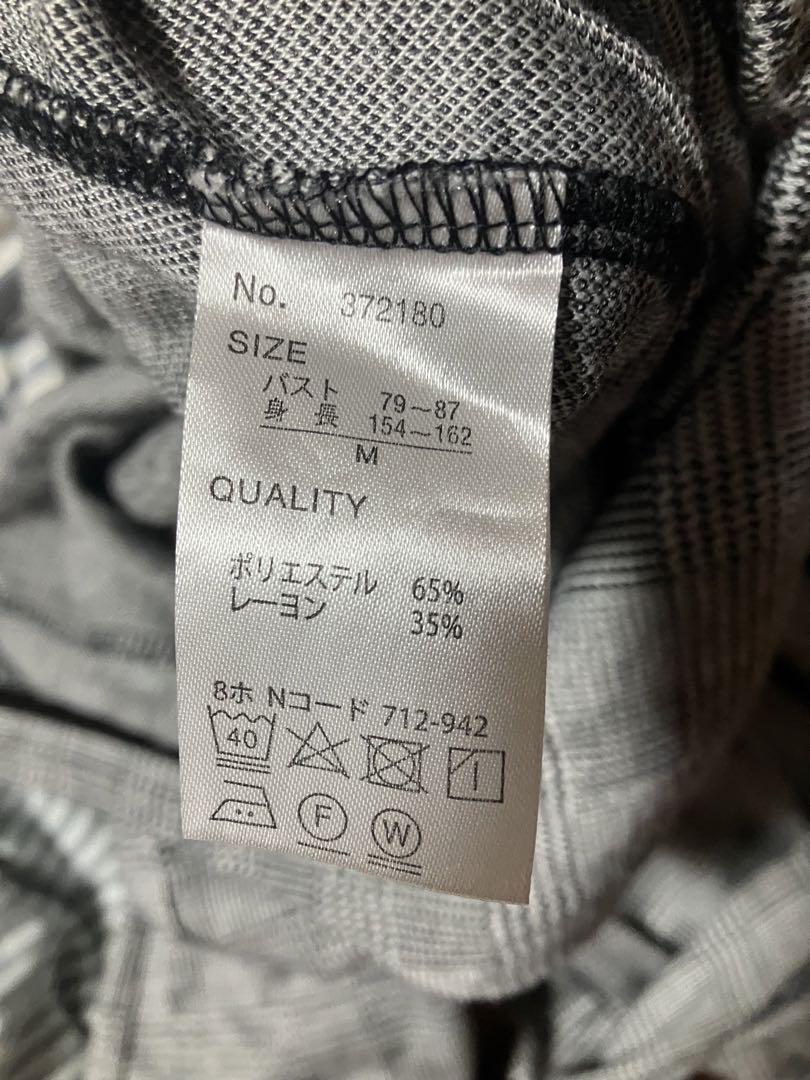 No. 372180
SIZE
バスト 79〜87
身長 154〜162
M
QUALITY
ポリエステル 65%
レーヨン 35%
8ホ Nコード 712-942
40
F W